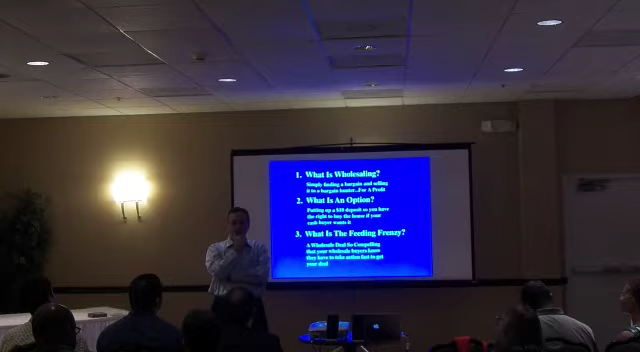 1. What Is Wholesaling?
Simply finding a bargain and selling
it to a bargain hunter...For A Profit
2. What Is An Option?
Putting up a $10 deposit so you have
the right to buy the house if your
cash buyer wants it
3. What Is The Feeding Frenzy?
A Wholesale Deal So Compelling
that your wholesale buyers know
they have to take action fast to get
your deal